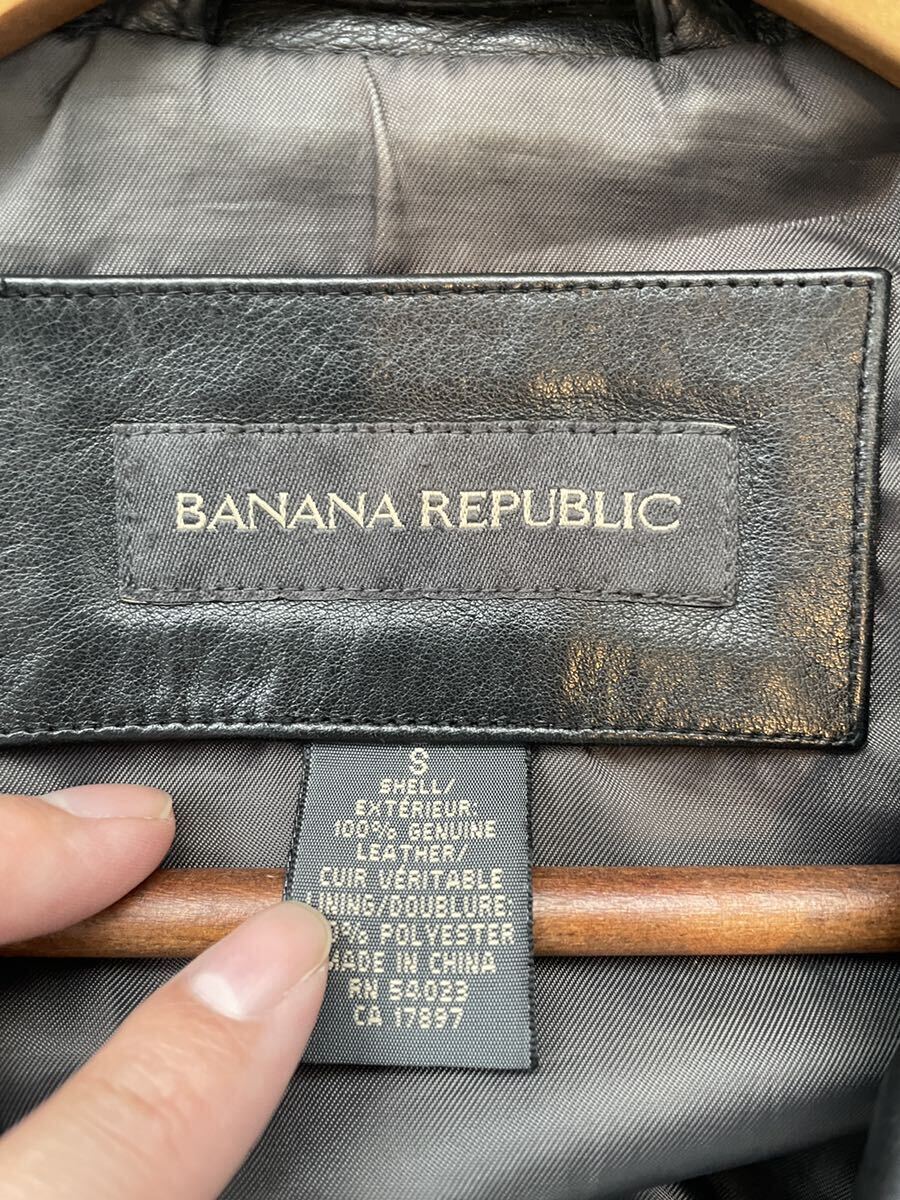 BANANA REPUBLIC
S
SHELL/
EXTÉRIEUR:
100% GENUINE
LEATHER/
CUIR VÉRITABLE
LINING/DOUBLURE
POLYESTER
MADE IN CHINA
RN 54023
CA 17897